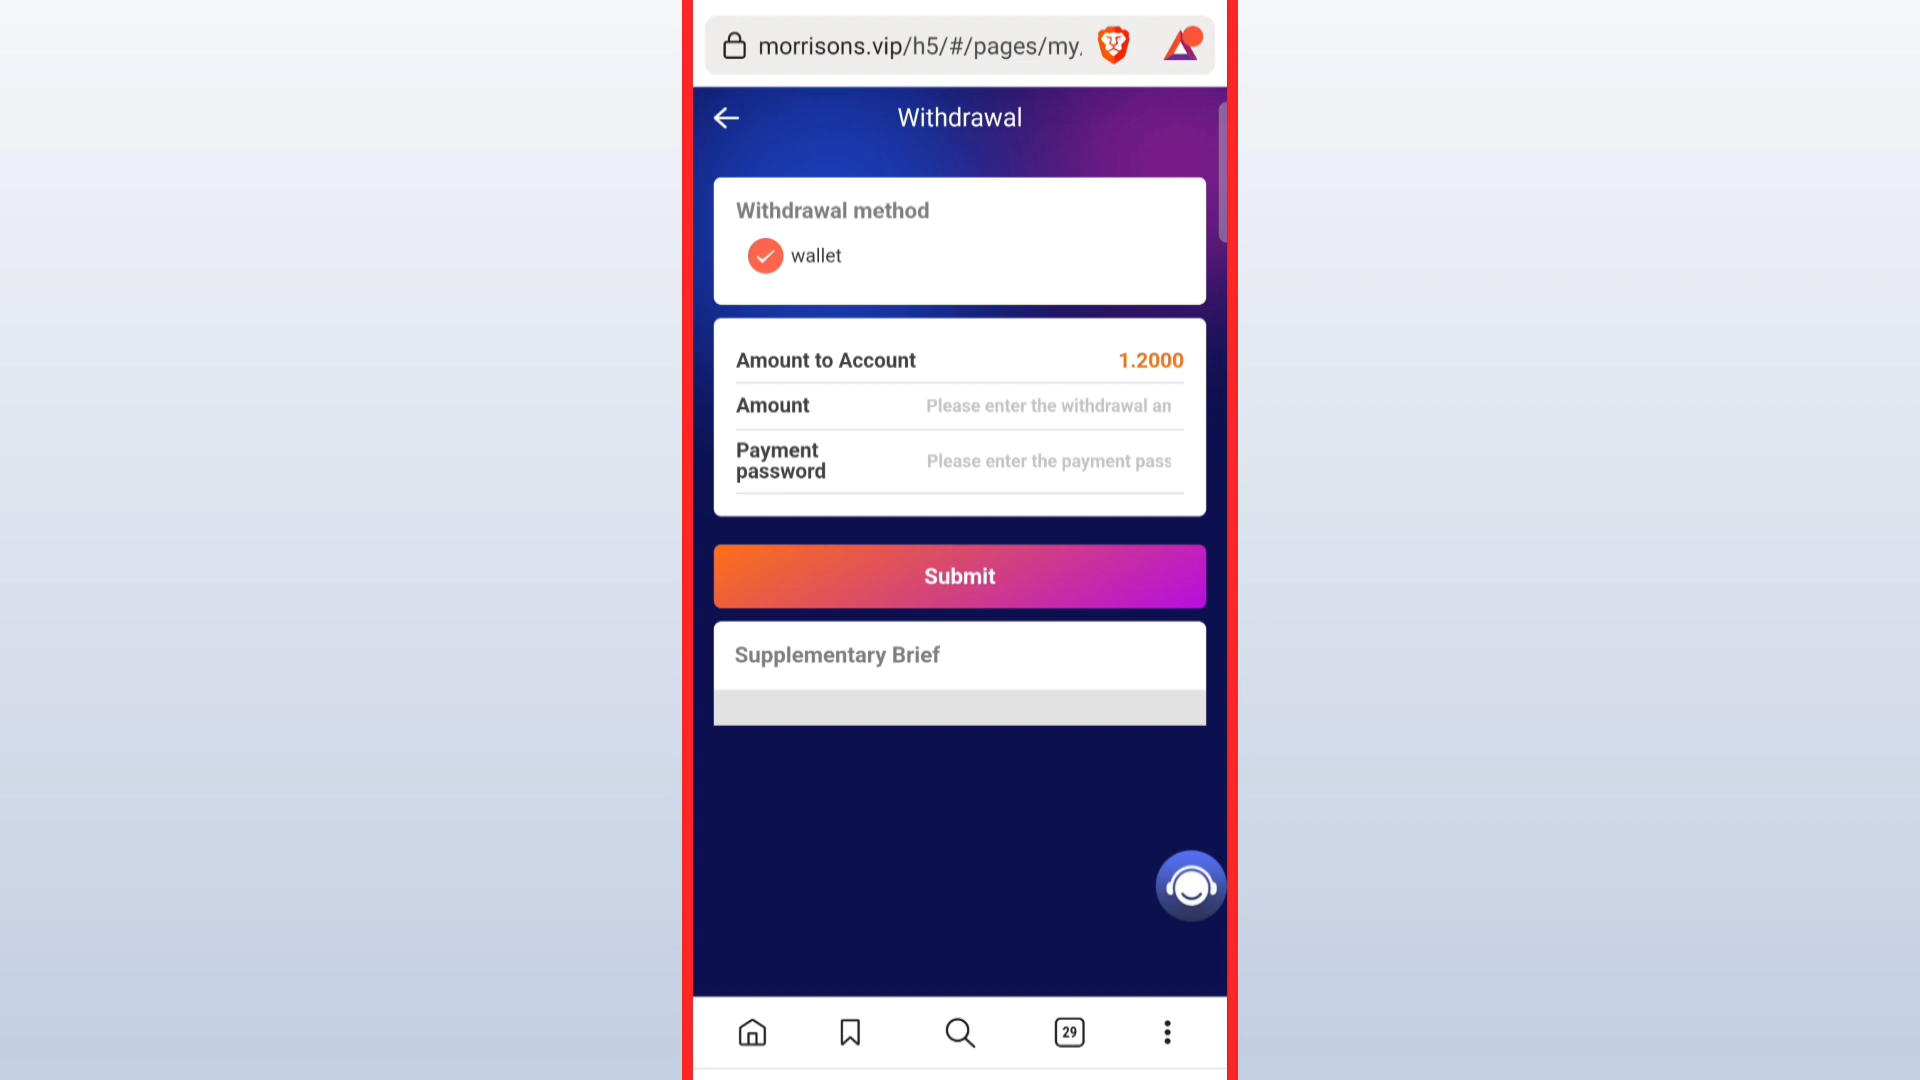 morrisons.vip/h5/#/pages/my
Withdrawal
Withdrawal method
wallet
Amount to Account 1.2000
Amount Please enter the withdrawal am
Payment password Please enter the payment pass
Submit
Supplementary Brief
29